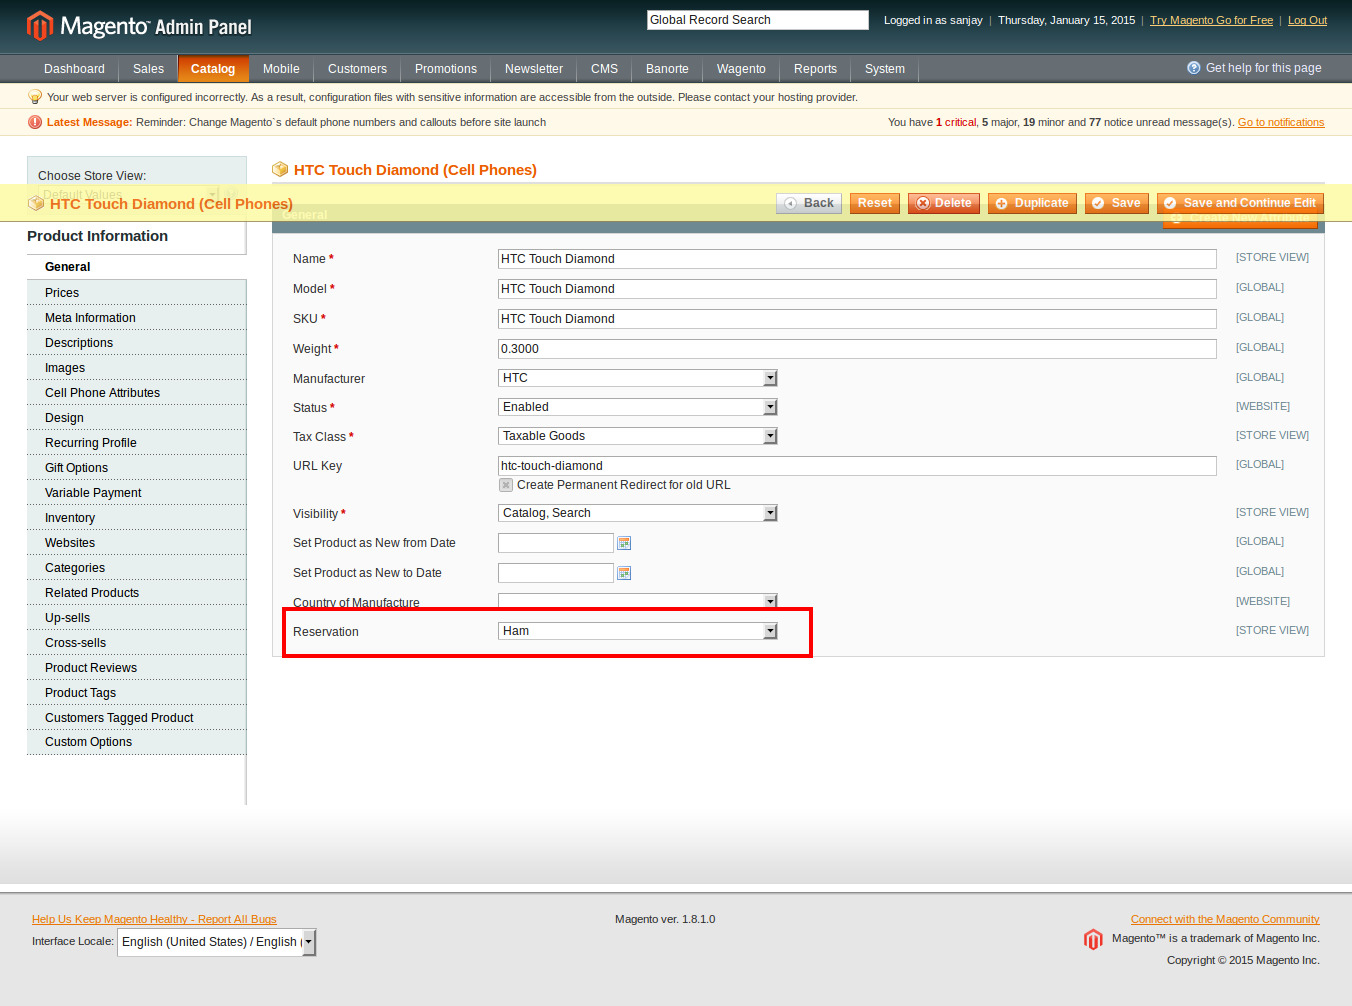 Magento™ Admin Panel
Global Record Search
Logged in as sanjay | Thursday, January 15, 2015 | Try Magento Go for Free | Log Out
Dashboard Sales Catalog Mobile Customers Promotions Newsletter CMS Banorte Wagento Reports System
Get help for this page
Your web server is configured incorrectly. As a result, configuration files with sensitive information are accessible from the outside. Please contact your hosting provider.
Latest Message: Reminder: Change Magento`s default phone numbers and callouts before site launch
You have 1 critical, 5 major, 19 minor and 77 notice unread message(s). Go to notifications
Choose Store View:
Default Values
HTC Touch Diamond (Cell Phones)
HTC Touch Diamond (Cell Phones)
Back Reset Delete Duplicate Save Save and Continue Edit
General
Create New Attribute
Product Information
General
Prices
Meta Information
Descriptions
Images
Cell Phone Attributes
Design
Recurring Profile
Gift Options
Variable Payment
Inventory
Websites
Categories
Related Products
Up-sells
Cross-sells
Product Reviews
Product Tags
Customers Tagged Product
Custom Options
Name * HTC Touch Diamond [STORE VIEW]
Model * HTC Touch Diamond [GLOBAL]
SKU * HTC Touch Diamond [GLOBAL]
Weight * 0.3000 [GLOBAL]
Manufacturer HTC [GLOBAL]
Status * Enabled [WEBSITE]
Tax Class * Taxable Goods [STORE VIEW]
URL Key htc-touch-diamond [GLOBAL]
Create Permanent Redirect for old URL
Visibility * Catalog, Search [STORE VIEW]
Set Product as New from Date [GLOBAL]
Set Product as New to Date [GLOBAL]
Country of Manufacture [WEBSITE]
Reservation Ham [STORE VIEW]
Help Us Keep Magento Healthy - Report All Bugs
Interface Locale: English (United States) / English (
Magento ver. 1.8.1.0
Connect with the Magento Community
Magento™ is a trademark of Magento Inc.
Copyright © 2015 Magento Inc.